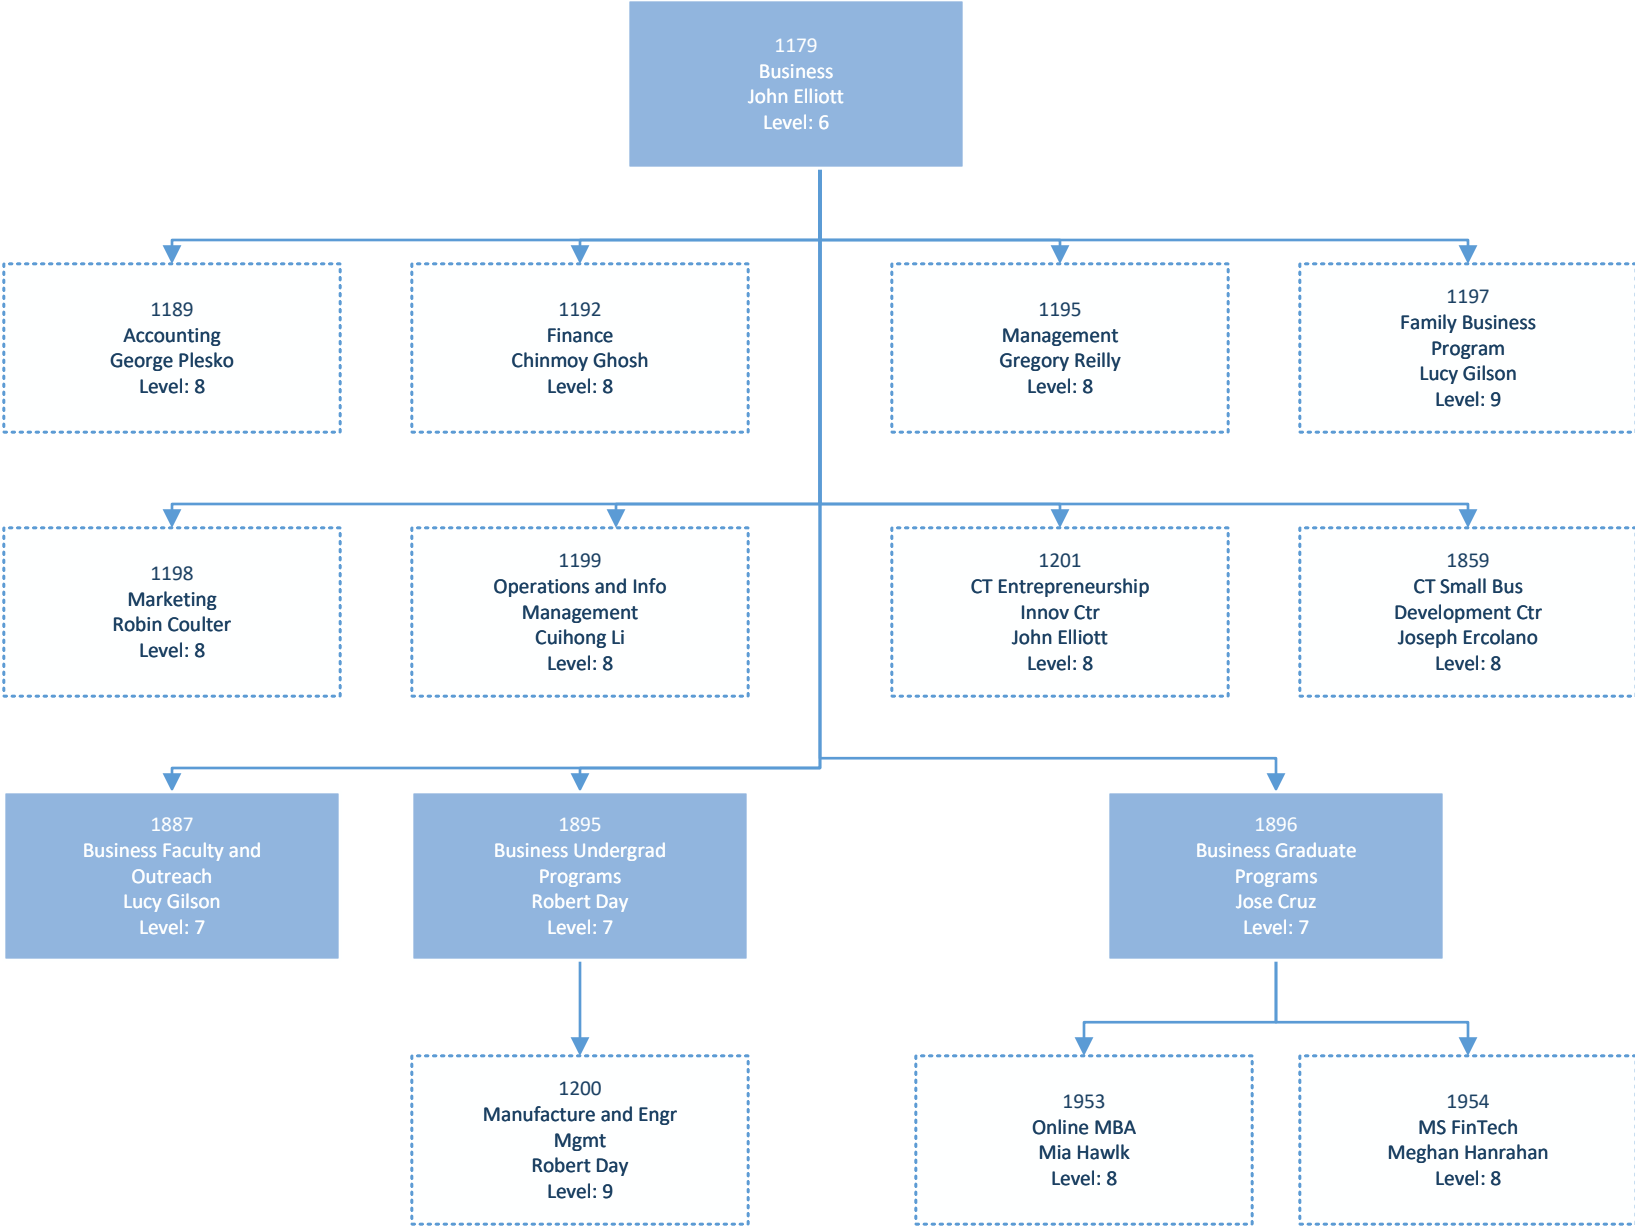 1179
Business
John Elliott
Level: 6
1189
Accounting
George Plesko
Level: 8
1192
Finance
Chinmoy Ghosh
Level: 8
1195
Management
Gregory Reilly
Level: 8
1197
Family Business
Program
Lucy Gilson
Level: 9
1198
Marketing
Robin Coulter
Level: 8
1199
Operations and Info
Management
Cuihong Li
Level: 8
1201
CT Entrepreneurship
Innov Ctr
John Elliott
Level: 8
1859
CT Small Bus
Development Ctr
Joseph Ercolano
Level: 8
1887
Business Faculty and
Outreach
Lucy Gilson
Level: 7
1895
Business Undergrad
Programs
Robert Day
Level: 7
1896
Business Graduate
Programs
Jose Cruz
Level: 7
1200
Manufacture and Engr
Mgmt
Robert Day
Level: 9
1953
Online MBA
Mia Hawlk
Level: 8
1954
MS FinTech
Meghan Hanrahan
Level: 8